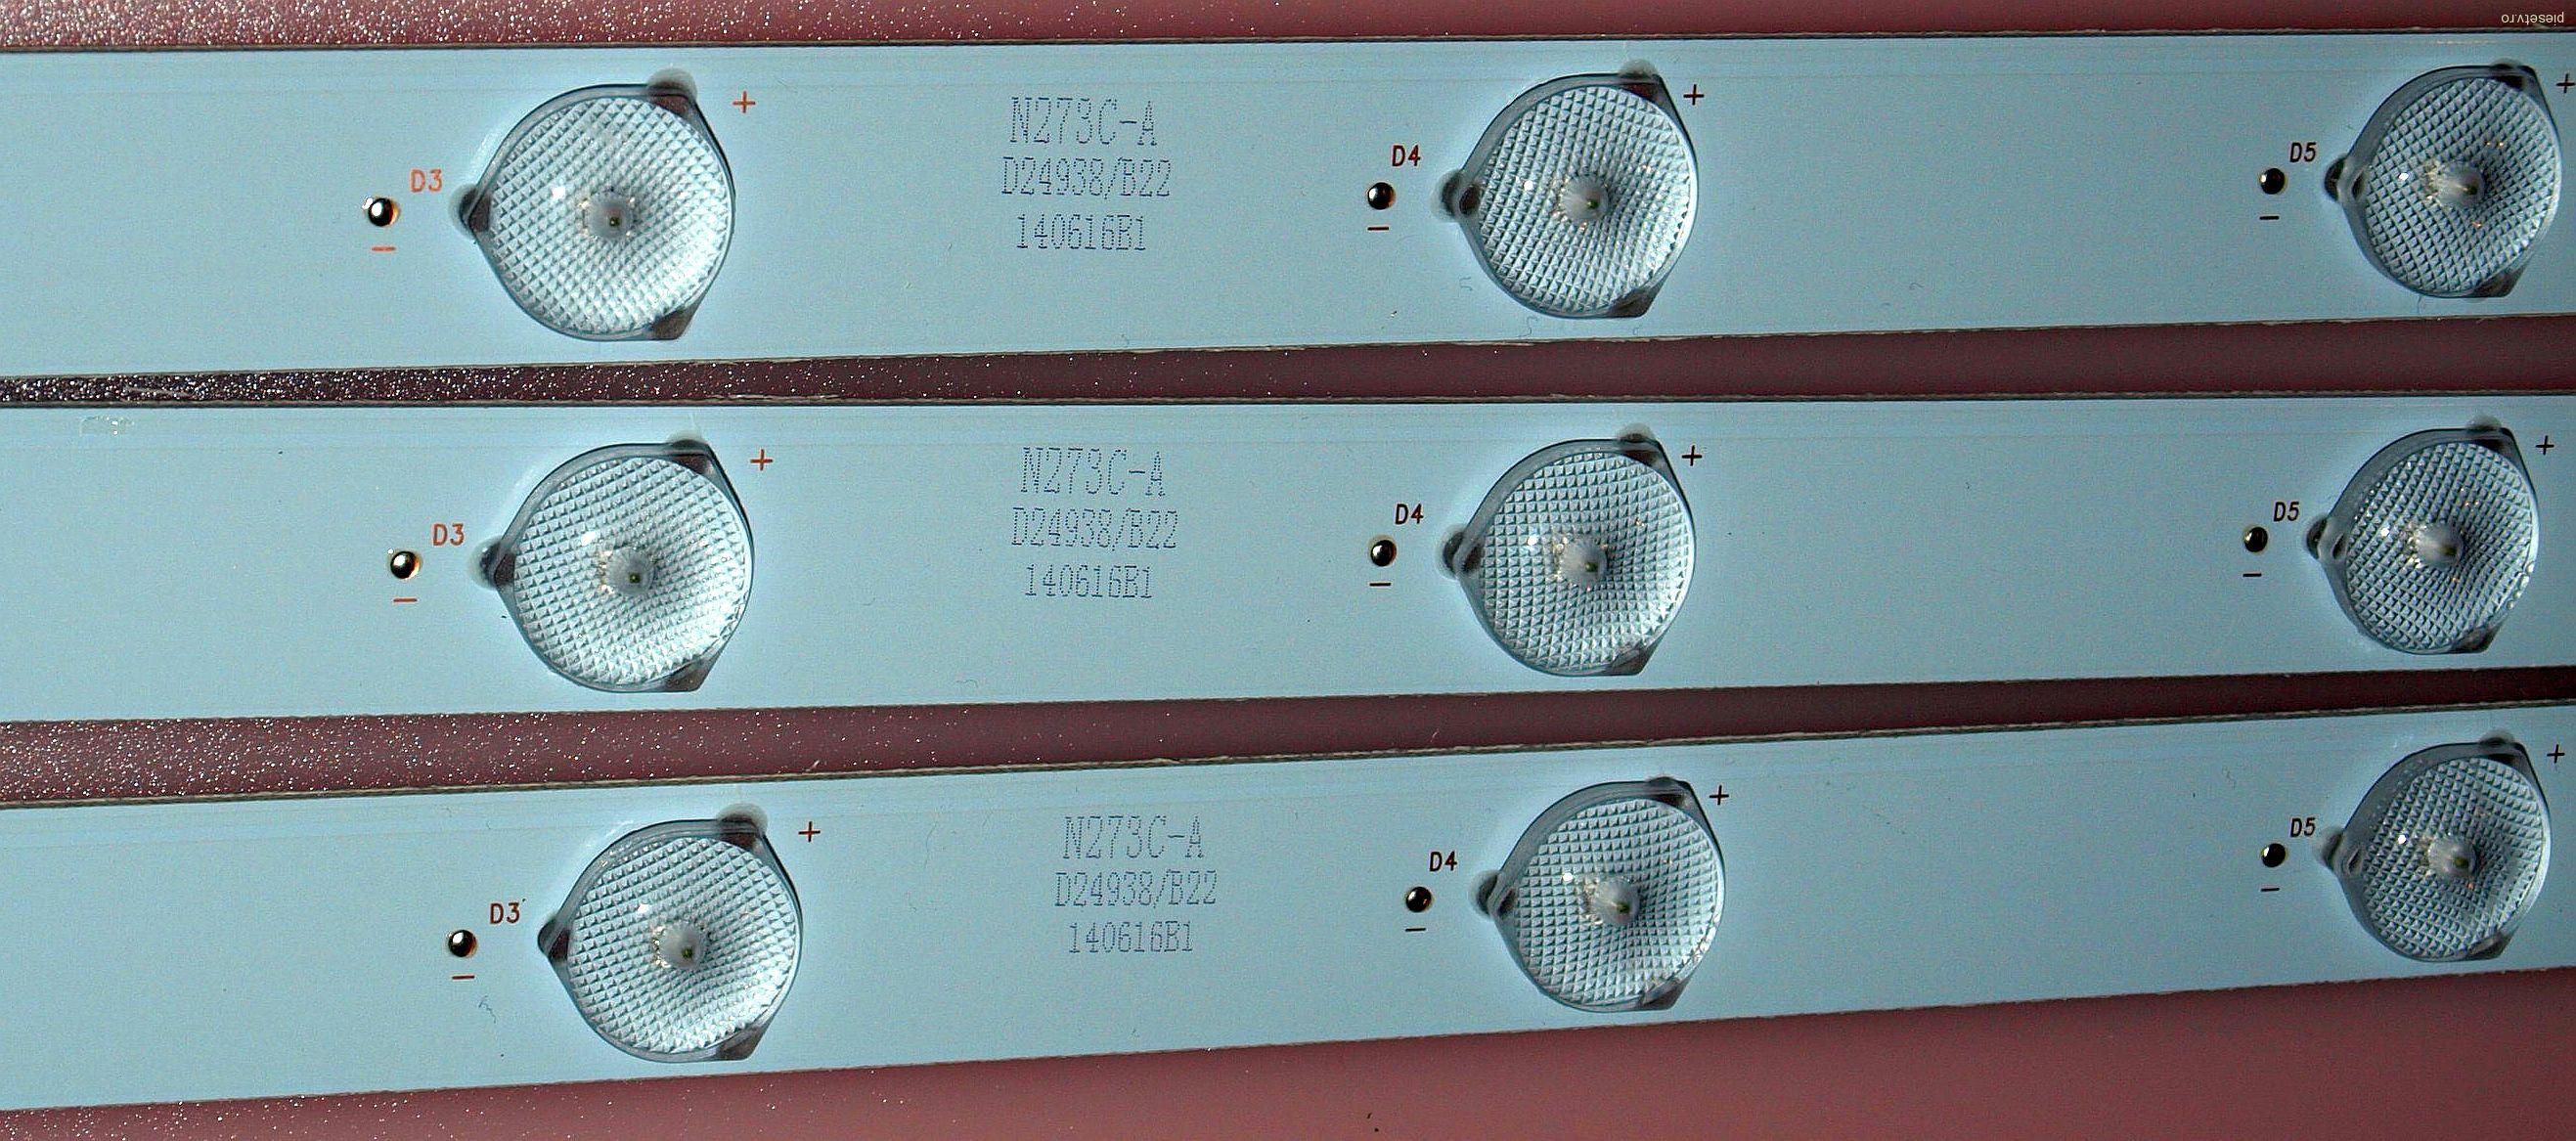 piesetv.ro
+
N273C-A
D24938/B22
140616B1
D3
−
+
D4
−
+
D5
−
+
N273C-A
D24938/B22
140616B1
D3
−
+
D4
−
+
D5
−
+
N273C-A
D24938/B22
140616B1
D3
−
+
D4
−
+
D5
−